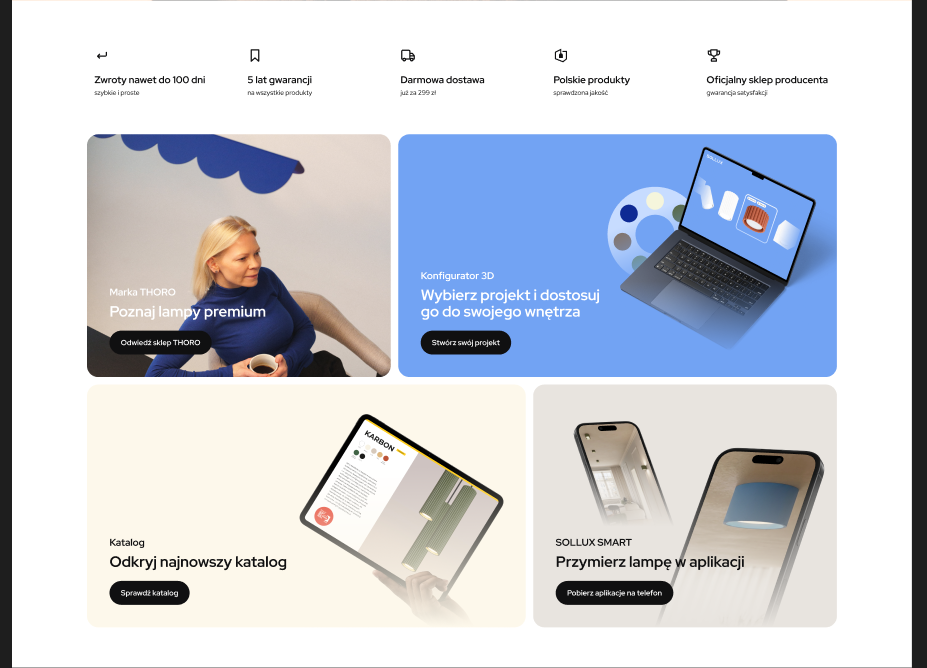 Zwroty nawet do 100 dni
szybkie i proste
5 lat gwarancji
na wszystkie produkty
Darmowa dostawa
już za 299 zł
Polskie produkty
sprawdzona jakość
Oficjalny sklep producenta
gwarancja satysfakcji
Marka THORO
Poznaj lampy premium
Odwiedź sklep THORO
SOLLUX
Konfigurator 3D
Wybierz projekt i dostosuj
go do swojego wnętrza
Stwórz swój projekt
KARBON
Katalog
Odkryj najnowszy katalog
Sprawdź katalog
SOLLUX SMART
Przymierz lampę w aplikacji
Pobierz aplikacje na telefon